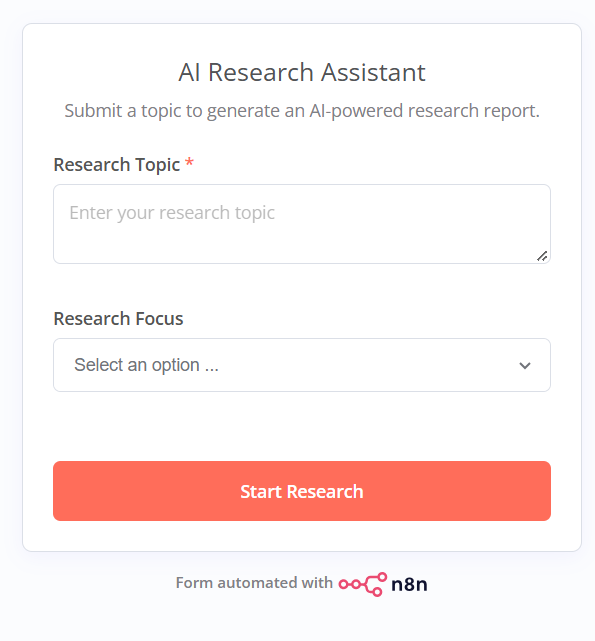 AI Research Assistant
Submit a topic to generate an AI-powered research report.
Research Topic *
Enter your research topic
Research Focus
Select an option ...
Start Research
Form automated with n8n